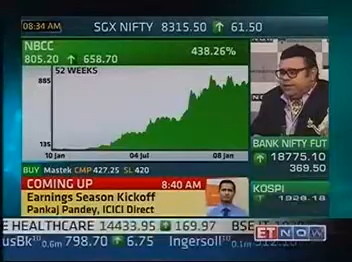 08:34 AM SGX NIFTY 8315.50 61.50
NBCC 438.26%
805.20 658.70
52 WEEKS
885
135
10 Jan 04 Jul 08 Jan
BANK NIFTY FUT
18775.10
369.50
KOSPI
BUY Mastek CMP 427.25 SL 420
COMING UP 8:40 AM
Earnings Season Kickoff
Pankaj Pandey, ICICI Direct
E HEALTHCARE 14433.95 169.97
ET NOW
usBk 0.6m 798.70 6.75 Ingersoll 0.1m